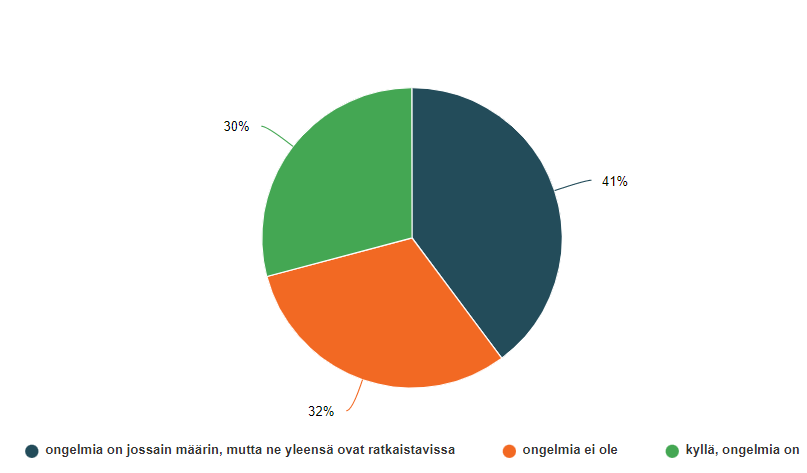 30%
41%
32%
ongelmia on jossain määrin, mutta ne yleensä ovat ratkaistavissa
ongelmia ei ole
kyllä, ongelmia on